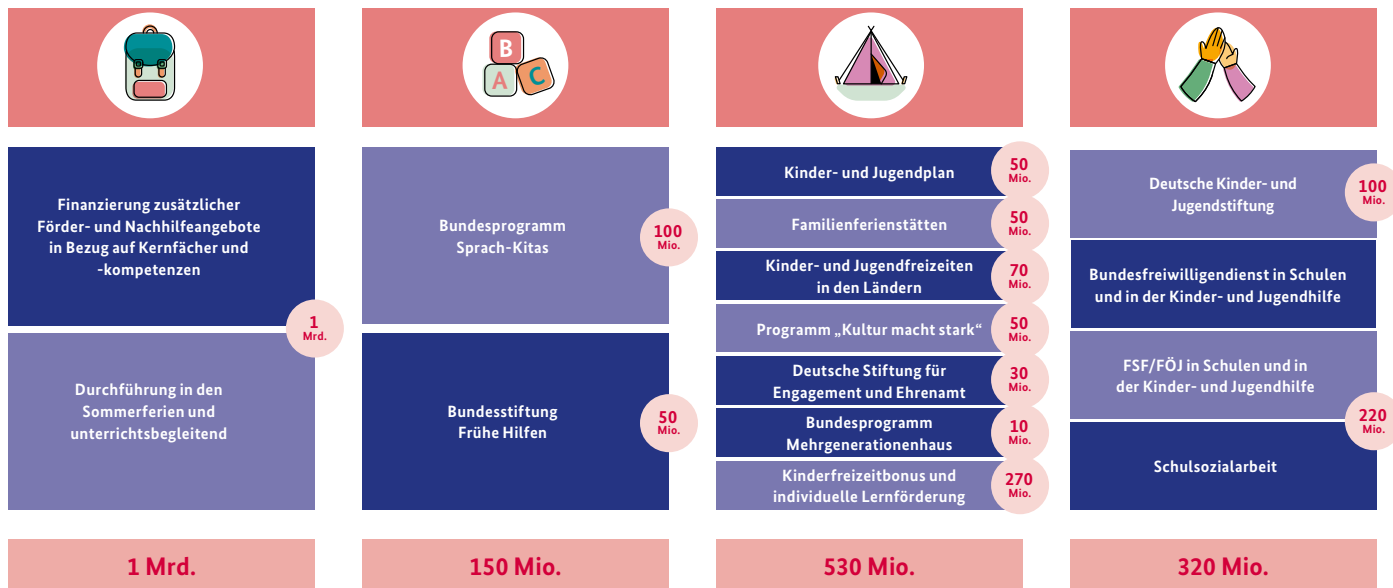 B
A
C
Finanzierung zusätzlicher
Förder- und Nachhilfeangebote
in Bezug auf Kernfächer und
-kompetenzen
1
Mrd.
Durchführung in den
Sommerferien und
unterrichtsbegleitend
1 Mrd.
Bundesprogramm
Sprach-Kitas
100
Mio.
Bundesstiftung
Frühe Hilfen
50
Mio.
150 Mio.
Kinder- und Jugendplan
50
Mio.
Familienferienstätten
50
Mio.
Kinder- und Jugendfreizeiten
in den Ländern
70
Mio.
Programm „Kultur macht stark“
50
Mio.
Deutsche Stiftung für
Engagement und Ehrenamt
30
Mio.
Bundesprogramm
Mehrgenerationenhaus
10
Mio.
Kinderfreizeitbonus und
individuelle Lernförderung
270
Mio.
530 Mio.
Deutsche Kinder- und
Jugendstiftung
100
Mio.
Bundesfreiwilligendienst in Schulen
und in der Kinder- und Jugendhilfe
FSF/FÖJ in Schulen und in
der Kinder- und Jugendhilfe
220
Mio.
Schulsozialarbeit
320 Mio.